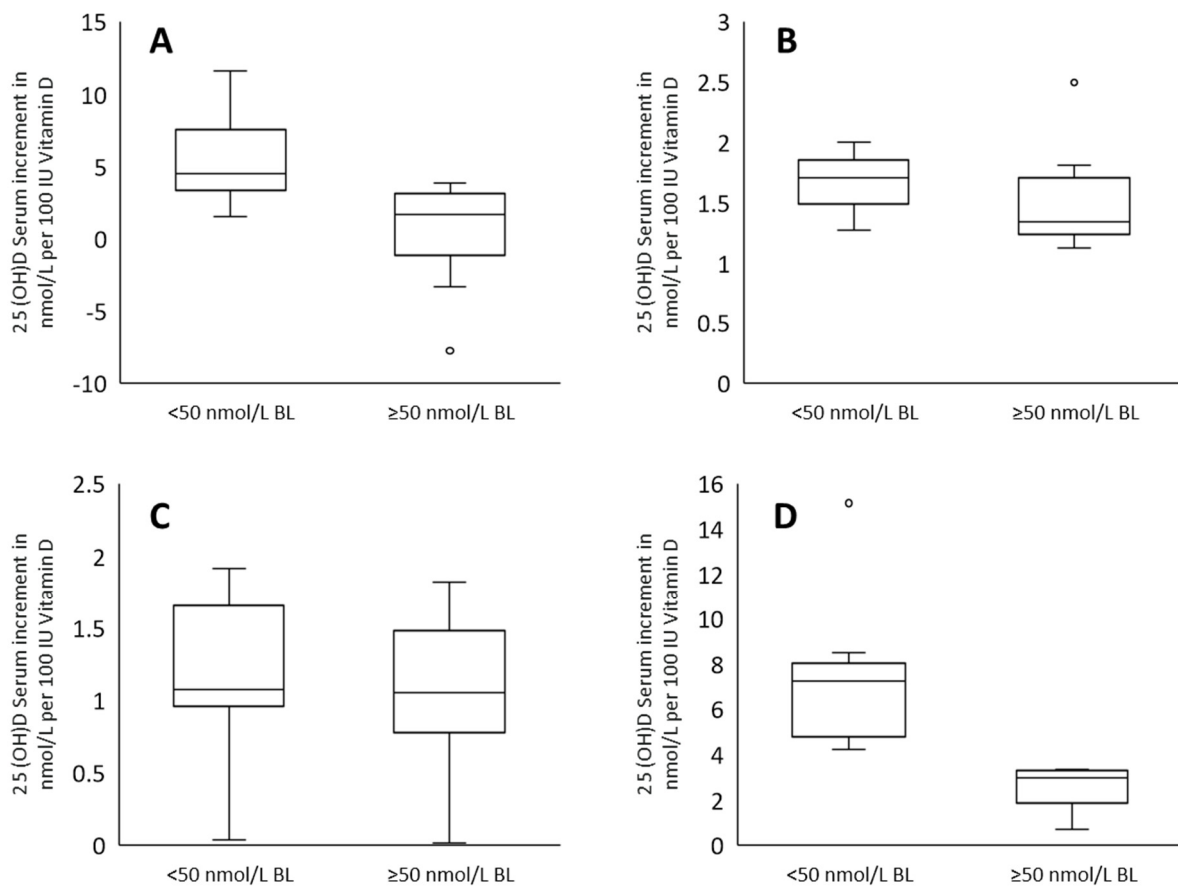 A
25(OH)D Serum increment in
nmol/L per 100 IU Vitamin D
15
10
5
0
-5
-10
<50 nmol/L BL
≥50 nmol/L BL
B
25(OH)D Serum increment in
nmol/L per 100 IU Vitamin D
3
2.5
2
1.5
1
0.5
0
<50 nmol/L BL
≥50 nmol/L BL
C
25(OH)D Serum increment in
nmol/L per 100 IU Vitamin D
2.5
2
1.5
1
0.5
0
<50 nmol/L BL
≥50 nmol/L BL
D
25(OH)D Serum increment in
nmol/L per 100 IU Vitamin D
16
14
12
10
8
6
4
2
0
<50 nmol/L BL
≥50 nmol/L BL